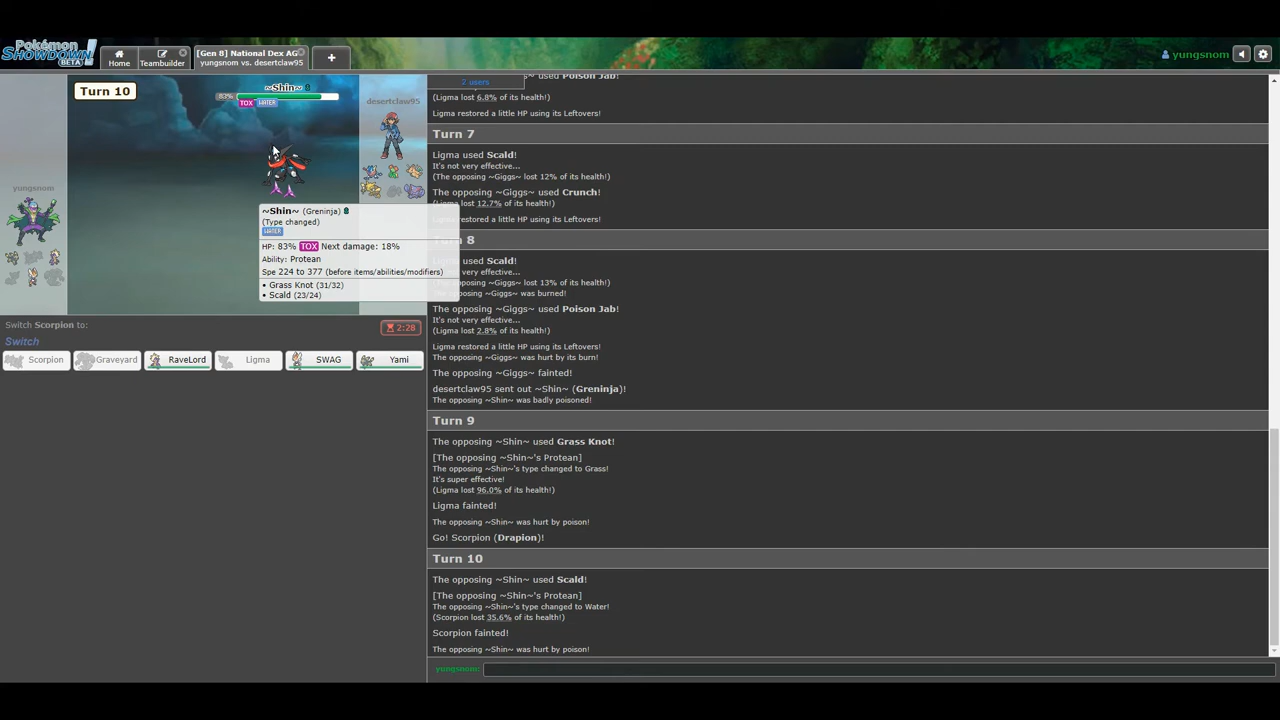 Pokémon
SHOWDOWN!
BETA
Home
Teambuilder
[Gen 8] National Dex AG
yungsnom vs. desertclaw95
yungsnom
Turn 10
~Shin~
83%
TOX WATER
desertclaw95
yungsnom
~Shin~ (Greninja)
(Type changed)
WATER
HP: 83% TOX Next damage: 18%
Ability: Protean
Spe 224 to 377 (before items/abilities/modifiers)
• Grass Knot (31/32)
• Scald (23/24)
Switch Scorpion to:
2:28
Switch
Scorpion
Graveyard
RaveLord
Ligma
SWAG
Yami
2 users
used Poison Jab!
(Ligma lost 6.8% of its health!)
Ligma restored a little HP using its Leftovers!
Turn 7
Ligma used Scald!
It's not very effective...
(The opposing ~Giggs~ lost 12% of its health!)
The opposing ~Giggs~ used Crunch!
(Ligma lost 12.7% of its health!)
restored a little HP using its Leftovers!
8
used Scald!
very effective...
opposing ~Giggs~ lost 13% of its health!)
opposing ~Giggs~ was burned!
The opposing ~Giggs~ used Poison Jab!
It's not very effective...
(Ligma lost 2.8% of its health!)
Ligma restored a little HP using its Leftovers!
The opposing ~Giggs~ was hurt by its burn!
The opposing ~Giggs~ fainted!
desertclaw95 sent out ~Shin~ (Greninja)!
The opposing ~Shin~ was badly poisoned!
Turn 9
The opposing ~Shin~ used Grass Knot!
[The opposing ~Shin~'s Protean]
The opposing ~Shin~'s type changed to Grass!
It's super effective!
(Ligma lost 96.0% of its health!)
Ligma fainted!
The opposing ~Shin~ was hurt by poison!
Go! Scorpion (Drapion)!
Turn 10
The opposing ~Shin~ used Scald!
[The opposing ~Shin~'s Protean]
The opposing ~Shin~'s type changed to Water!
(Scorpion lost 35.6% of its health!)
Scorpion fainted!
The opposing ~Shin~ was hurt by poison!
yungsnom: